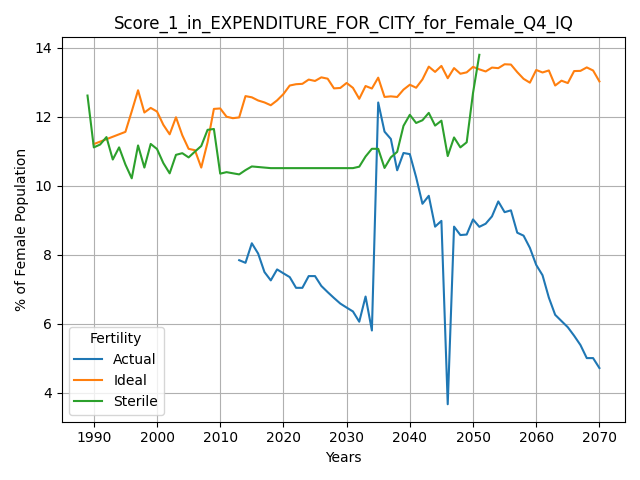 Score_1_in_EXPENDITURE_FOR_CITY_for_Female_Q4_IQ
% of Female Population
14
12
10
8
6
4
Fertility
Actual
Ideal
Sterile
1990 2000 2010 2020 2030 2040 2050 2060 2070
Years